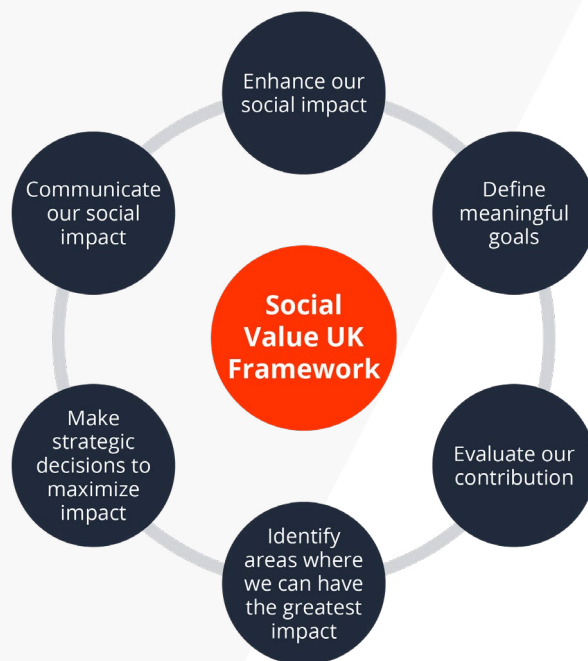 Enhance our
social impact
Define
meaningful
goals
Evaluate our
contribution
Identify
areas where
we can have
the greatest
impact
Make
strategic
decisions to
maximize
impact
Communicate
our social
impact
Social
Value UK
Framework